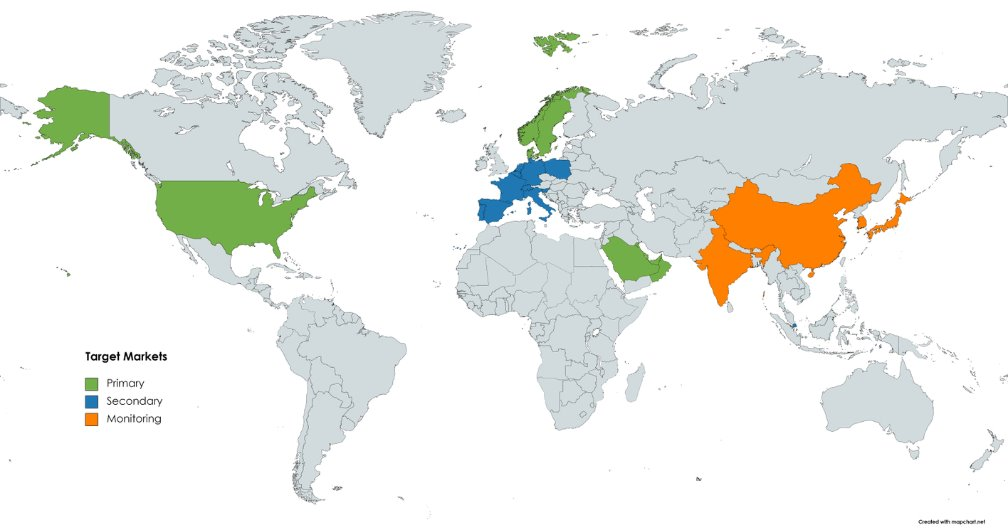 Target Markets
Primary
Secondary
Monitoring
Created with mapchart.net